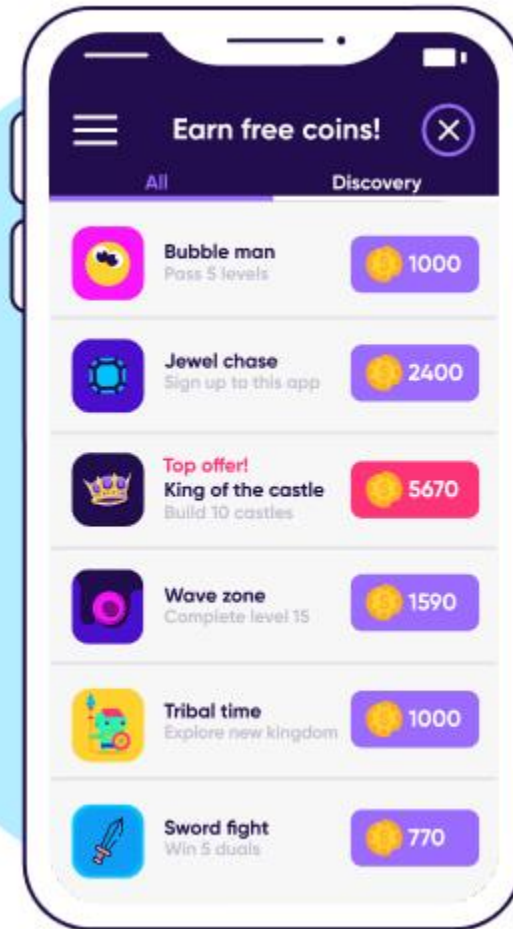 Earn free coins!
All Discovery
Bubble man
Pass 5 levels
1000
Jewel chase
Sign up to this app
2400
Top offer!
King of the castle
Build 10 castles
5670
Wave zone
Complete level 15
1590
Tribal time
Explore new kingdom
1000
Sword fight
Win 5 duals
770